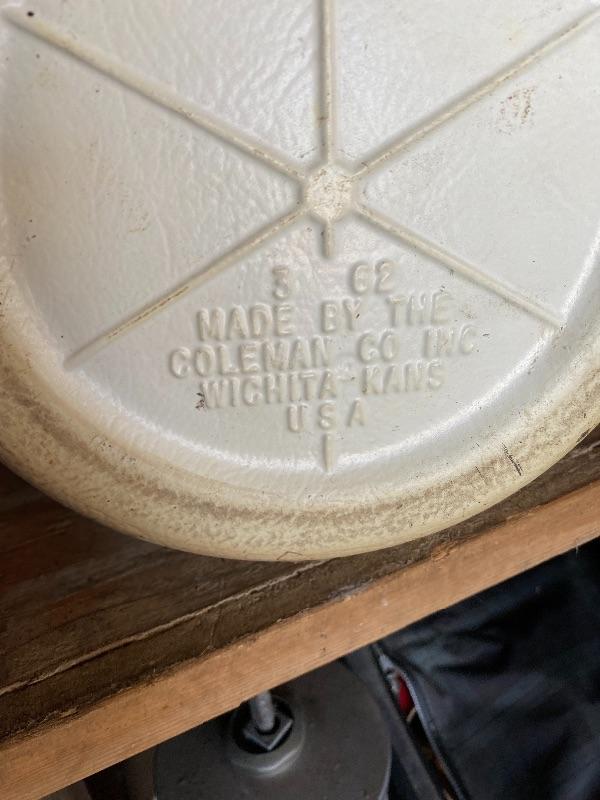 3 62
MADE BY THE
COLEMAN CO INC
WICHITA KANS
USA